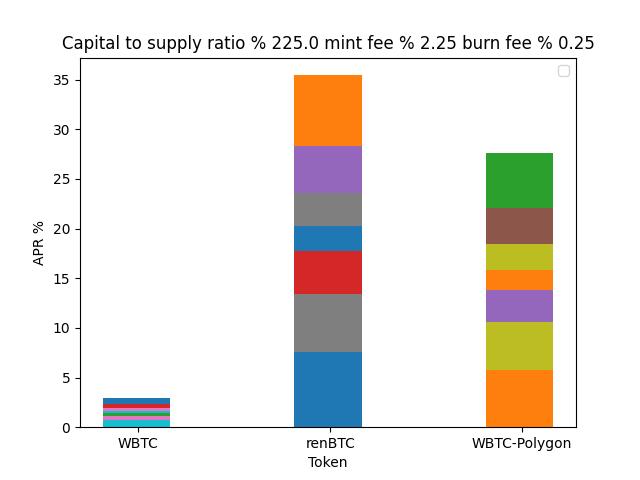 Capital to supply ratio % 225.0 mint fee % 2.25 burn fee % 0.25
35
30
25
20
15
10
5
0
APR %
WBTC renBTC WBTC-Polygon
Token